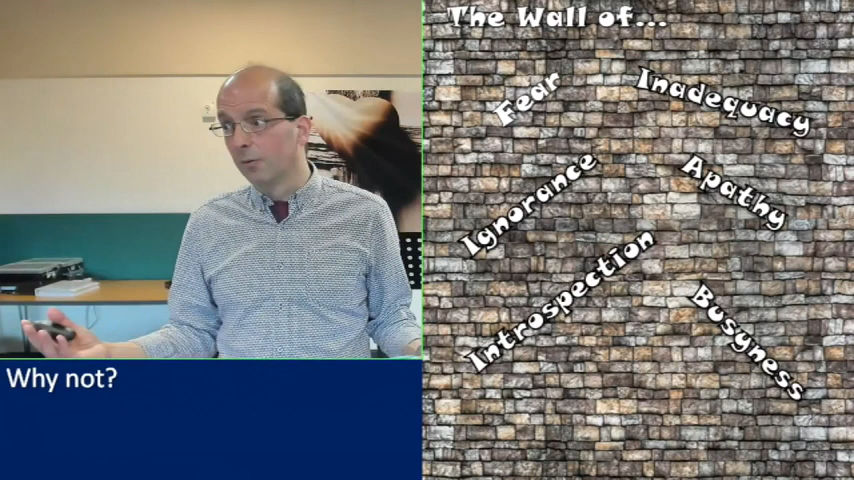 The Wall of...
Fear
Inadequacy
Ignorance
Apathy
Introspection
Busyness
Why not?